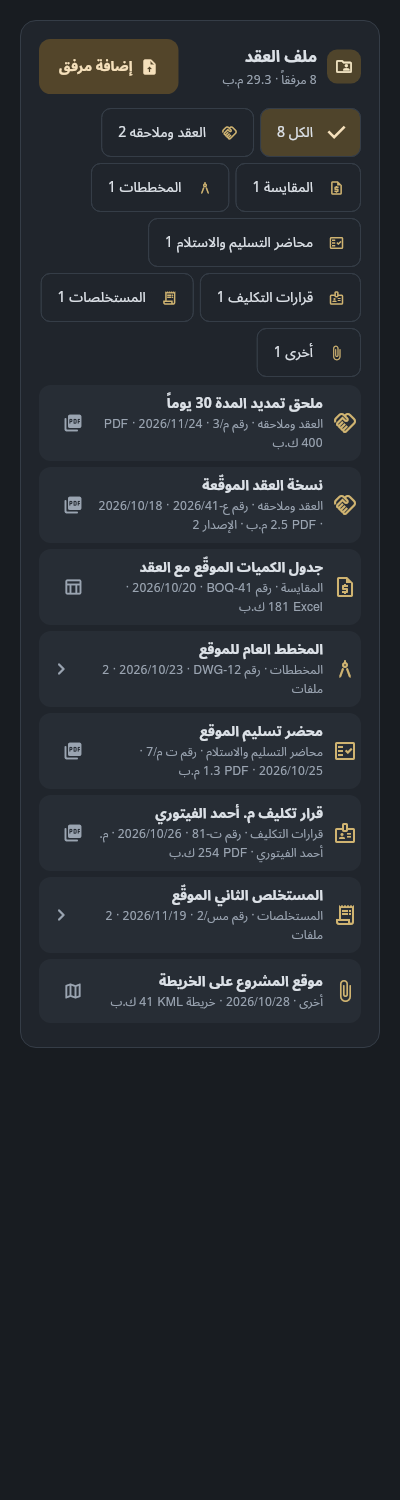 ملف العقد
8 مرفقاً · 29.3 م.ب
إضافة مرفق
الكل 8
العقد وملاحقه 2
المقايسة 1
المخططات 1
محاضر التسليم والاستلام 1
قرارات التكليف 1
المستخلصات 1
أخرى 1
ملحق تمديد المدة 30 يوماً
العقد وملاحقه · رقم م/3 · 2026/11/24 · PDF
400 ك.ب
PDF
نسخة العقد الموقّعة
العقد وملاحقه · رقم ع-2026/41 · 2026/10/18
· PDF 2.5 م.ب · الإصدار 2
PDF
جدول الكميات الموقّع مع العقد
المقايسة · رقم BOQ-41 · 2026/10/20 ·
Excel 181 ك.ب
المخطط العام للموقع
المخططات · رقم DWG-12 · 2026/10/23 · 2
ملفات
محضر تسليم الموقع
محاضر التسليم والاستلام · رقم ت م/7 ·
2026/10/25 · PDF 1.3 م.ب
PDF
قرار تكليف م. أحمد الفيتوري
قرارات التكليف · رقم ت-81 · 2026/10/26 · م.
أحمد الفيتوري · PDF 254 ك.ب
PDF
المستخلص الثاني الموقّع
المستخلصات · رقم مس/2 · 2026/11/19 · 2
ملفات
موقع المشروع على الخريطة
أخرى · 2026/10/28 · خريطة KML 41 ك.ب